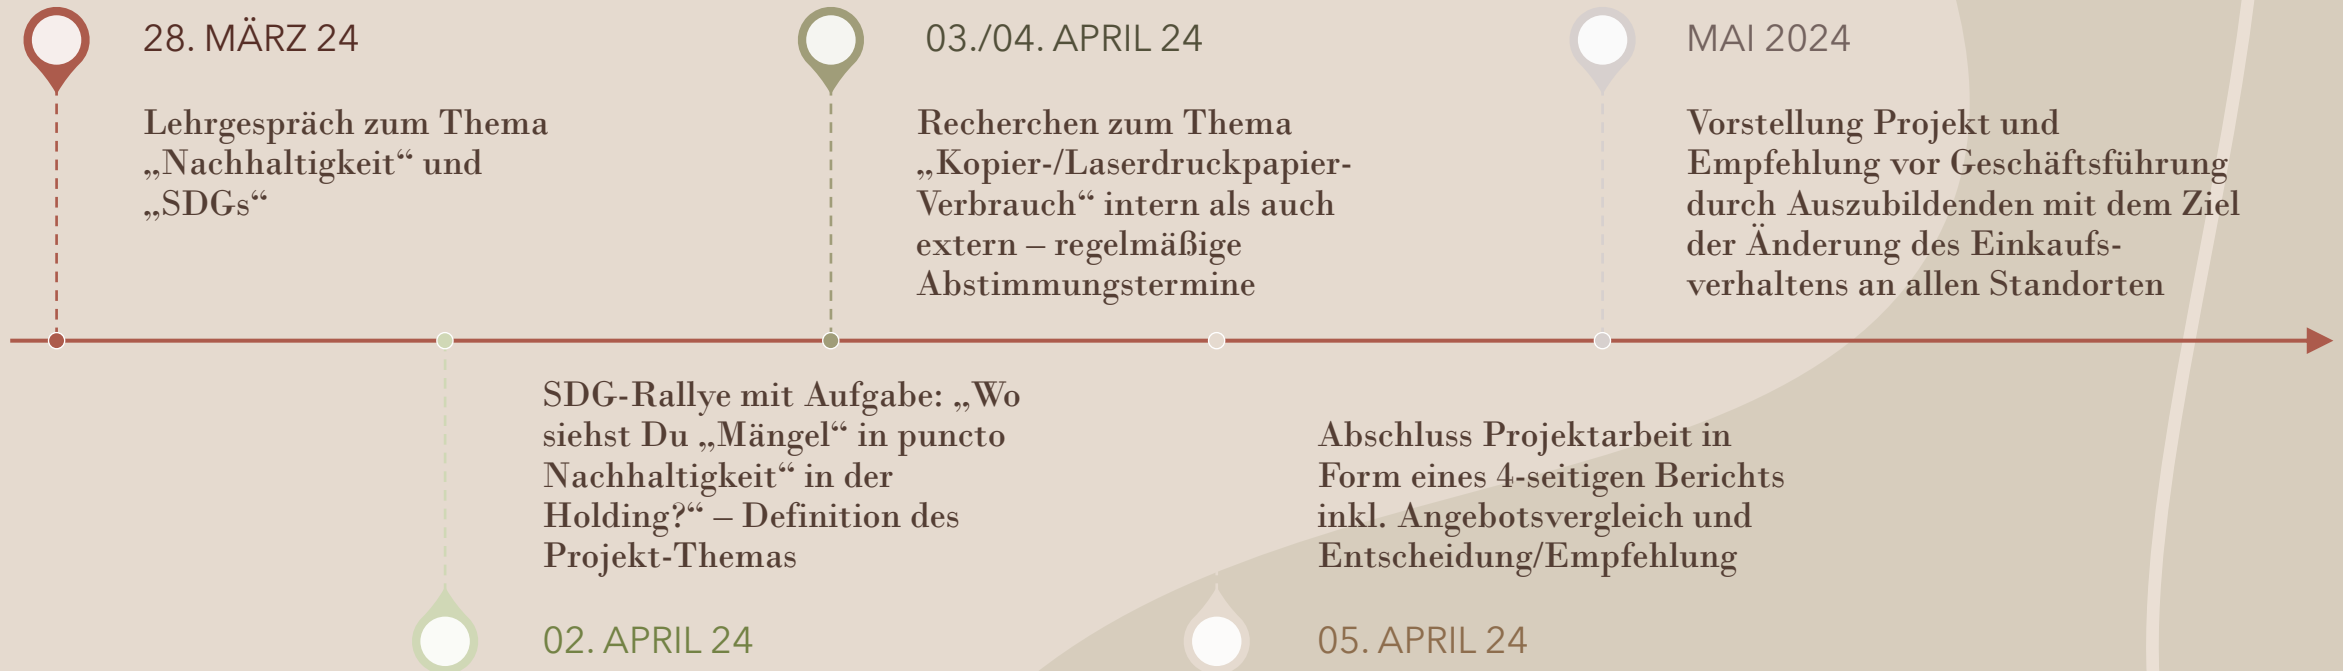 28. MÄRZ 24
Lehrgespräch zum Thema
„Nachhaltigkeit“ und
„SDGs“
SDG-Rallye mit Aufgabe: „Wo
siehst Du „Mängel“ in puncto
Nachhaltigkeit“ in der
Holding?“ – Definition des
Projekt-Themas
02. APRIL 24
03./04. APRIL 24
Recherchen zum Thema
„Kopier-/Laserdruckpapier-
Verbrauch“ intern als auch
extern – regelmäßige
Abstimmungstermine
Abschluss Projektarbeit in
Form eines 4-seitigen Berichts
inkl. Angebotsvergleich und
Entscheidung/Empfehlung
05. APRIL 24
MAI 2024
Vorstellung Projekt und
Empfehlung vor Geschäftsführung
durch Auszubildenden mit dem Ziel
der Änderung des Einkaufs-
verhaltens an allen Standorten